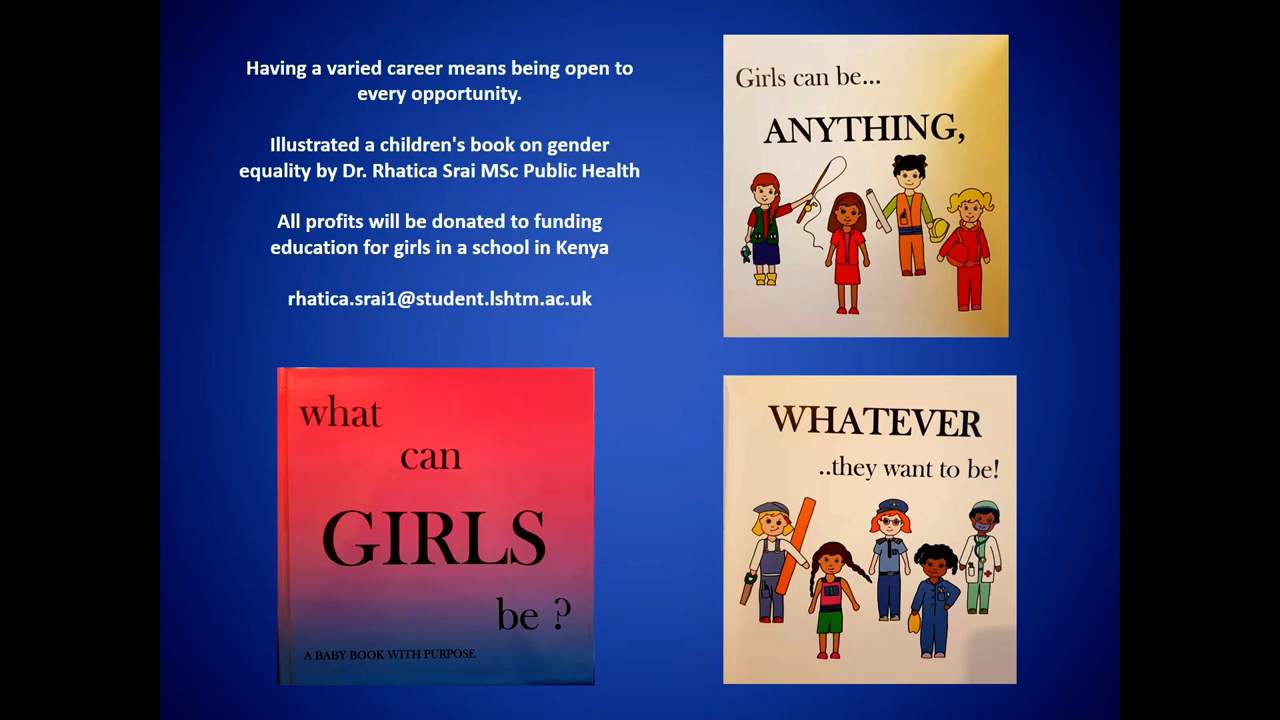 Having a varied career means being open to
every opportunity.
Illustrated a children's book on gender
equality by Dr. Rhatica Srai MSc Public Health
All profits will be donated to funding
education for girls in a school in Kenya
rhatica.srai1@student.lshtm.ac.uk
Girls can be...
ANYTHING,
what
can
GIRLS
be ?
A BABY BOOK WITH PURPOSE
WHATEVER
..they want to be!